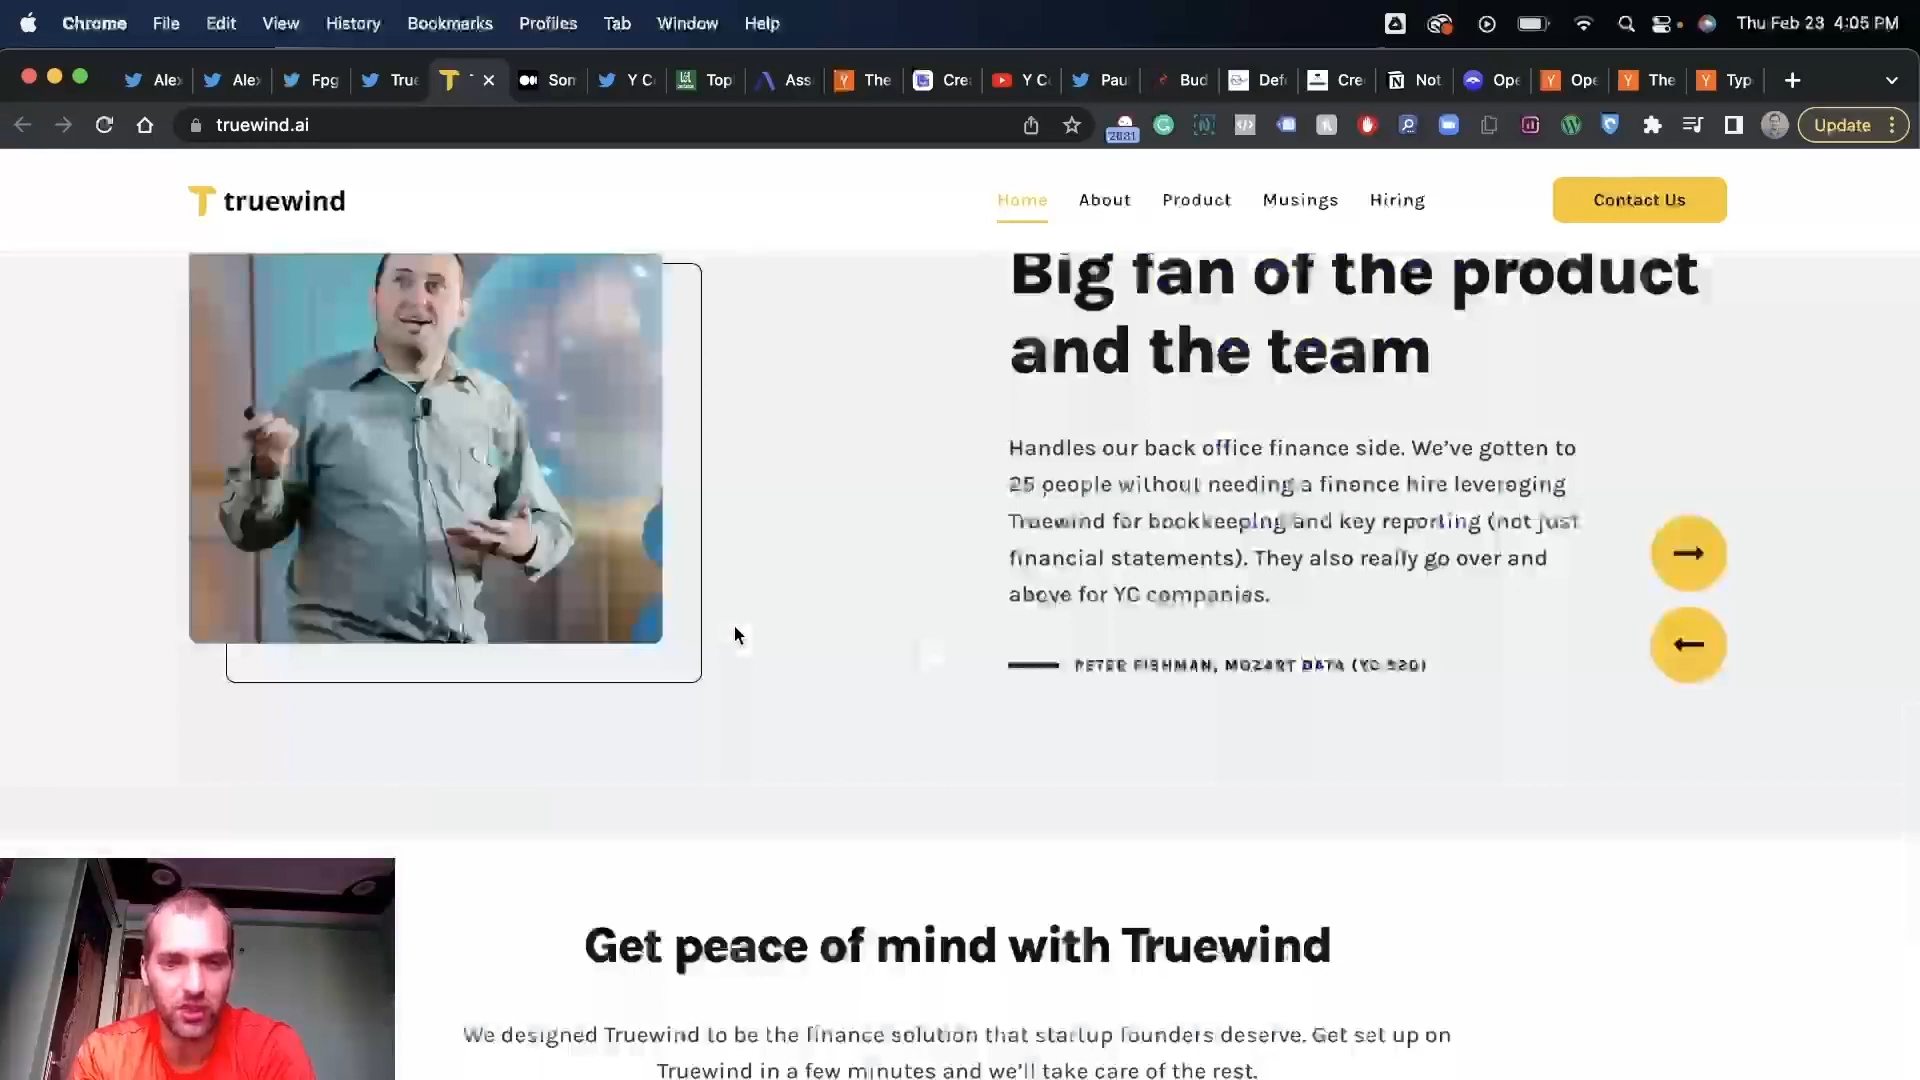 Chrome File Edit View History Bookmarks Profiles Tab Window Help Thu Feb 23 4:05 PM
Alex Alex Fpg True Son Y C Top Ass The Cre Y C Pau Bud Defe Cre Not Ope Ope The Typ
truewind.ai 2031 Update
truewind Home About Product Musings Hiring Contact Us
Big fan of the product
and the team
Handles our back office finance side. We’ve gotten to
25 people without needing a finance hire leveraging
Truewind for bookkeeping and key reporting (not just
financial statements). They also really go over and
above for YC companies.
PETER FISHMAN, MOZART DATA (YC S20)
Get peace of mind with Truewind
We designed Truewind to be the finance solution that startup founders deserve. Get set up on
Truewind in a few minutes and we’ll take care of the rest.